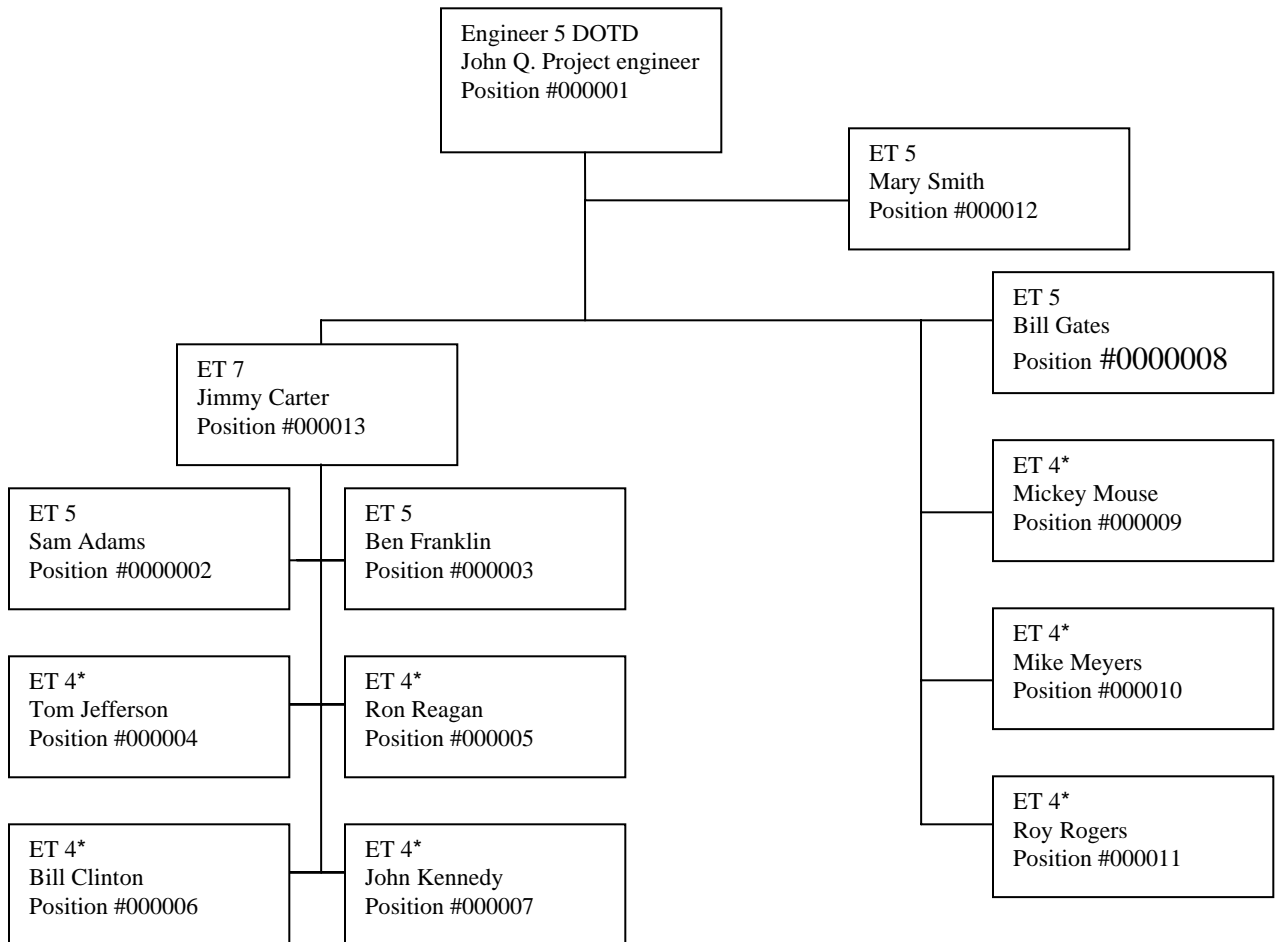 Engineer 5 DOTD
John Q. Project engineer
Position #000001
ET 5
Mary Smith
Position #000012
ET 5
Bill Gates
Position #0000008
ET 7
Jimmy Carter
Position #000013
ET 4*
Mickey Mouse
Position #000009
ET 5
Sam Adams
Position #0000002
ET 5
Ben Franklin
Position #000003
ET 4*
Mike Meyers
Position #000010
ET 4*
Tom Jefferson
Position #000004
ET 4*
Ron Reagan
Position #000005
ET 4*
Roy Rogers
Position #000011
ET 4*
Bill Clinton
Position #000006
ET 4*
John Kennedy
Position #000007